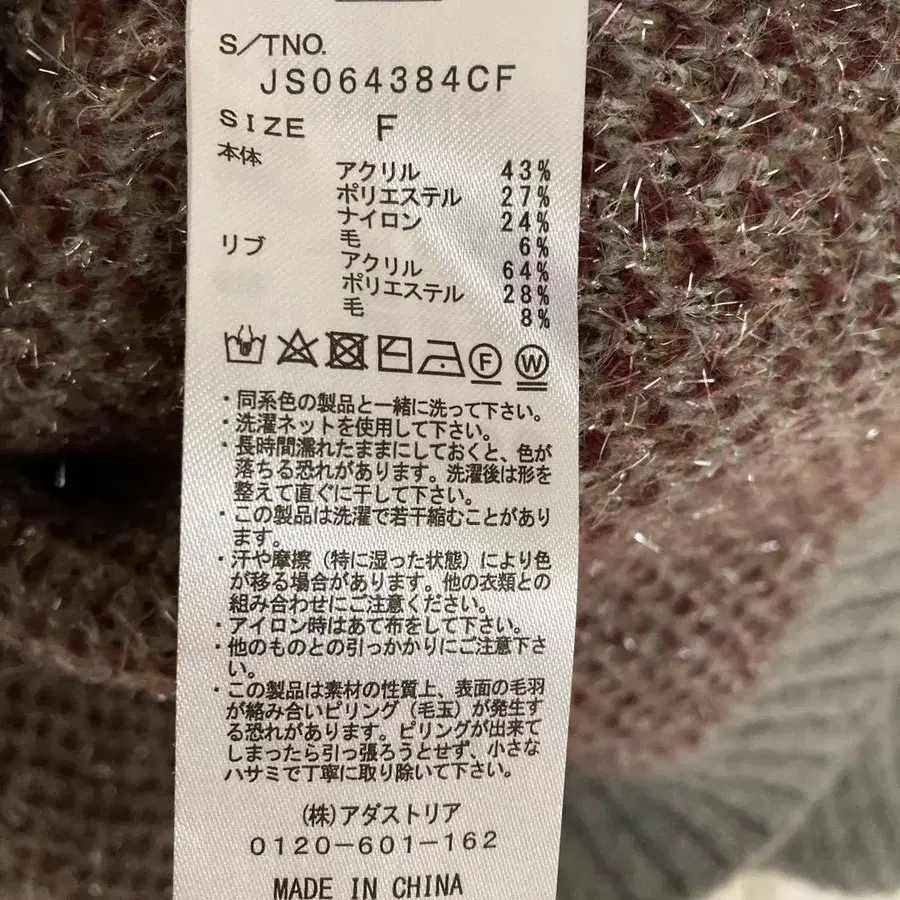 S/TNO.
JS064384CF
SIZE F
本体
アクリル 43%
ポリエステル 27%
ナイロン 24%
毛 6%
リブ
アクリル 64%
ポリエステル 28%
毛 8%
F W
・同系色の製品と一緒に洗って下さい。
・洗濯ネットを使用して下さい。
・長時間濡れたままにしておくと、色が
落ちる恐れがあります。洗濯後は形を
整えて直ぐに干して下さい。
・この製品は洗濯で若干縮むことがあり
ます。
・汗や摩擦（特に湿った状態）により色
が移る場合があります。他の衣類との
組み合わせにご注意ください。
・アイロン時はあて布をして下さい。
・他のものとの引っかかりにご注意下さ
い。
・この製品は素材の性質上、表面の毛羽
が絡み合いピリング（毛玉）が発生す
る恐れがあります。ピリングが出来て
しまったら引っ張ろうとせず、小さな
ハサミで丁寧に取り除いて下さい。
(株)アダストリア
0120-601-162
MADE IN CHINA